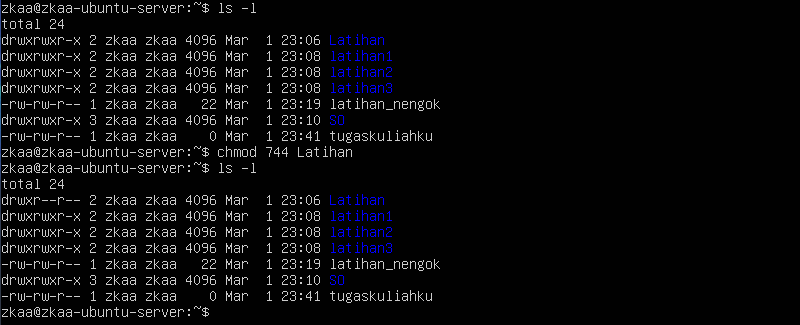 zkaa@zkaa-ubuntu-server:~$ ls -l
total 24
drwxrwxr-x 2 zkaa zkaa 4096 Mar  1 23:06 Latihan
drwxrwxr-x 2 zkaa zkaa 4096 Mar  1 23:08 latihan1
drwxrwxr-x 2 zkaa zkaa 4096 Mar  1 23:08 latihan2
drwxrwxr-x 2 zkaa zkaa 4096 Mar  1 23:08 latihan3
-rw-rw-r-- 1 zkaa zkaa   22 Mar  1 23:19 latihan_nengok
drwxrwxr-x 3 zkaa zkaa 4096 Mar  1 23:10 SO
-rw-rw-r-- 1 zkaa zkaa    0 Mar  1 23:41 tugaskuliahku
zkaa@zkaa-ubuntu-server:~$ chmod 744 Latihan
zkaa@zkaa-ubuntu-server:~$ ls -l
total 24
drwxr--r-- 2 zkaa zkaa 4096 Mar  1 23:06 Latihan
drwxrwxr-x 2 zkaa zkaa 4096 Mar  1 23:08 latihan1
drwxrwxr-x 2 zkaa zkaa 4096 Mar  1 23:08 latihan2
drwxrwxr-x 2 zkaa zkaa 4096 Mar  1 23:08 latihan3
-rw-rw-r-- 1 zkaa zkaa   22 Mar  1 23:19 latihan_nengok
drwxrwxr-x 3 zkaa zkaa 4096 Mar  1 23:10 SO
-rw-rw-r-- 1 zkaa zkaa    0 Mar  1 23:41 tugaskuliahku
zkaa@zkaa-ubuntu-server:~$